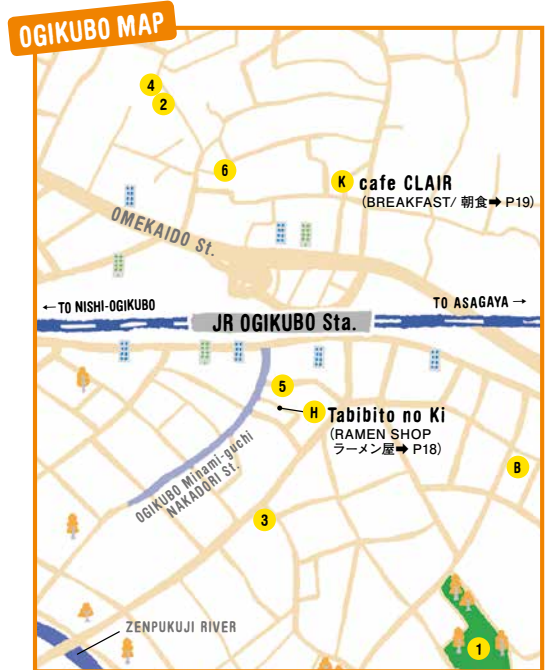 OGIKUBO MAP
4
2
6
K cafe CLAIR
(BREAKFAST/ 朝食➡ P19)
OMEKAIDO St.
←TO NISHI-OGIKUBO
TO ASAGAYA →
JR OGIKUBO Sta.
5
H Tabibito no Ki
(RAMEN SHOP
ラーメン屋➡ P18)
B
OGIKUBO Minami-guchi
NAKADORI St.
3
ZENPUKUJI RIVER
1